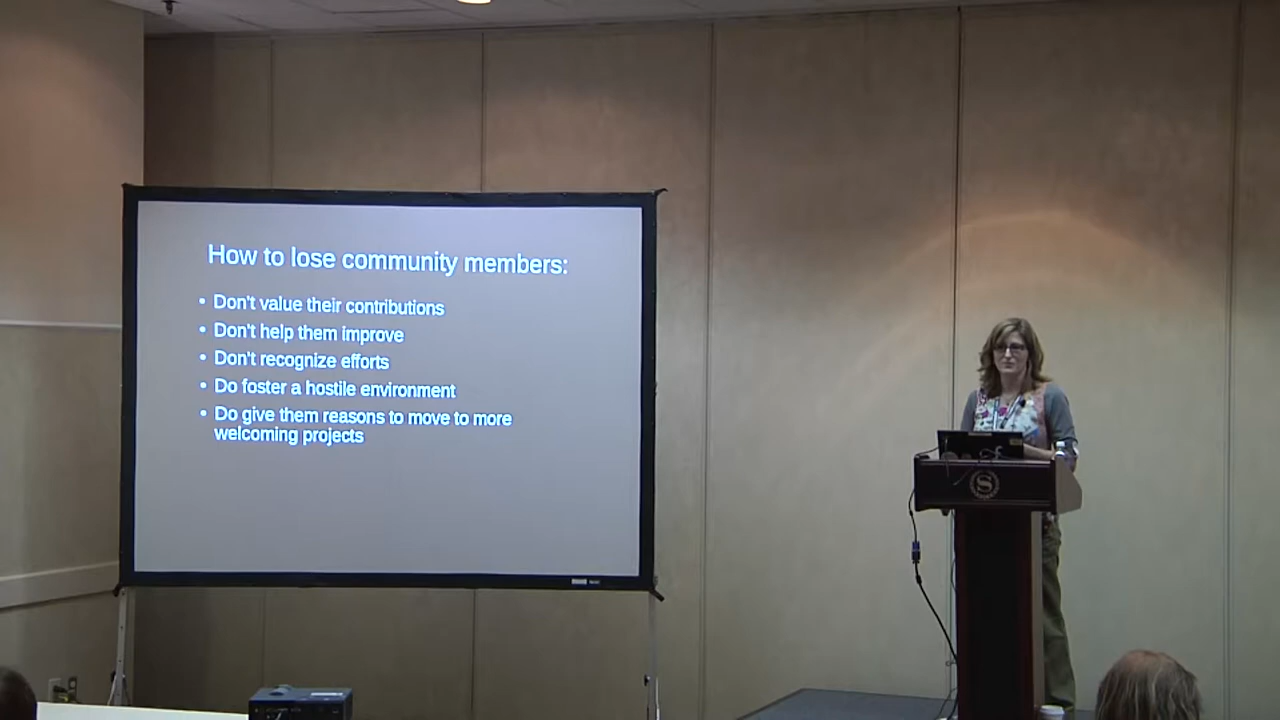 How to lose community members:
• Don't value their contributions
• Don't help them improve
• Don't recognize efforts
• Do foster a hostile environment
• Do give them reasons to move to more
welcoming projects
S